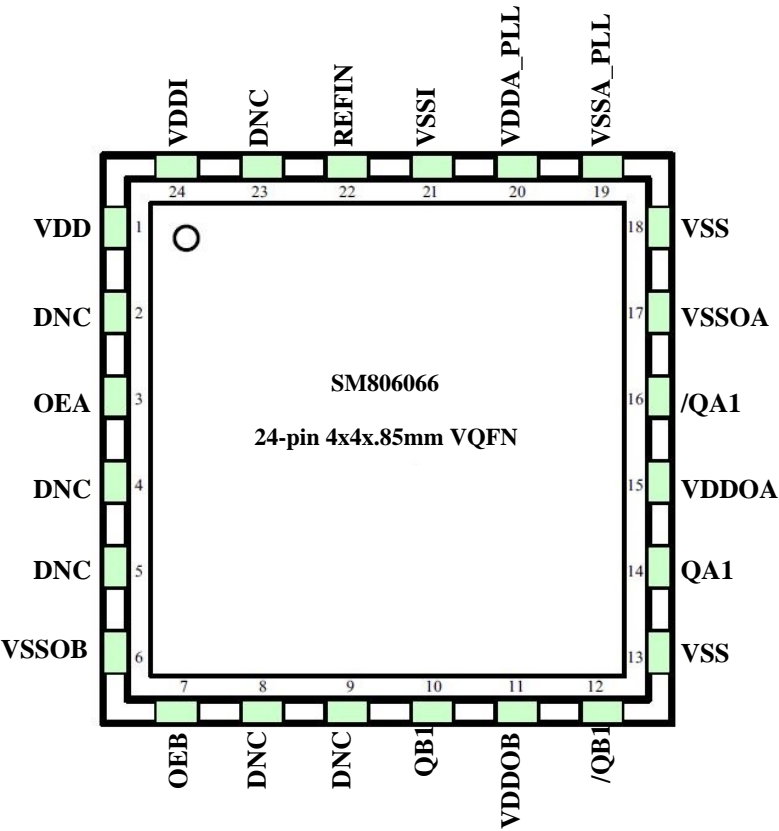 VDDI
DNC
REFIN
VSSI
VDDA_PLL
VSSA_PLL
24
23
22
21
20
19
VDD
1
18
VSS
DNC
2
17
VSSOA
OEA
3
16
/QA1
SM806066
24-pin 4x4x.85mm VQFN
DNC
4
15
VDDOA
DNC
5
14
QA1
VSSOB
6
13
VSS
7
8
9
10
11
12
OEB
DNC
DNC
QB1
VDDOB
/QB1